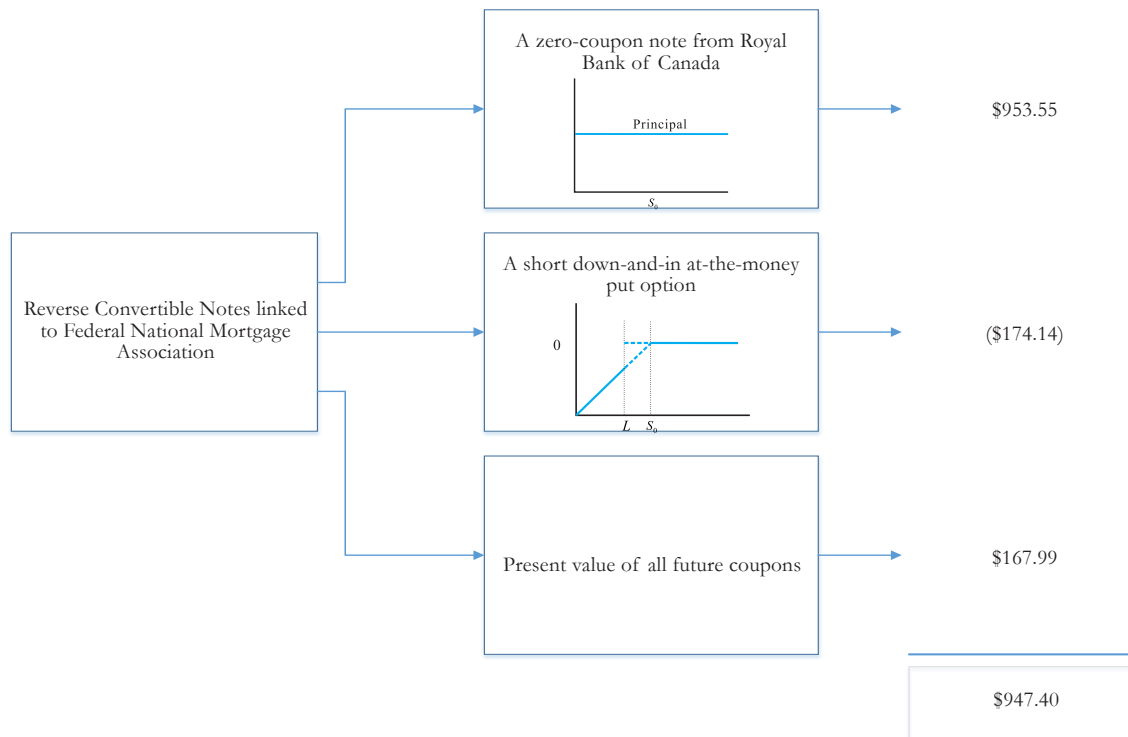 A zero-coupon note from Royal
Bank of Canada
Principal
S₀
$953.55
Reverse Convertible Notes linked
to Federal National Mortgage
Association
A short down-and-in at-the-money
put option
0
L S₀
($174.14)
Present value of all future coupons
$167.99
$947.40